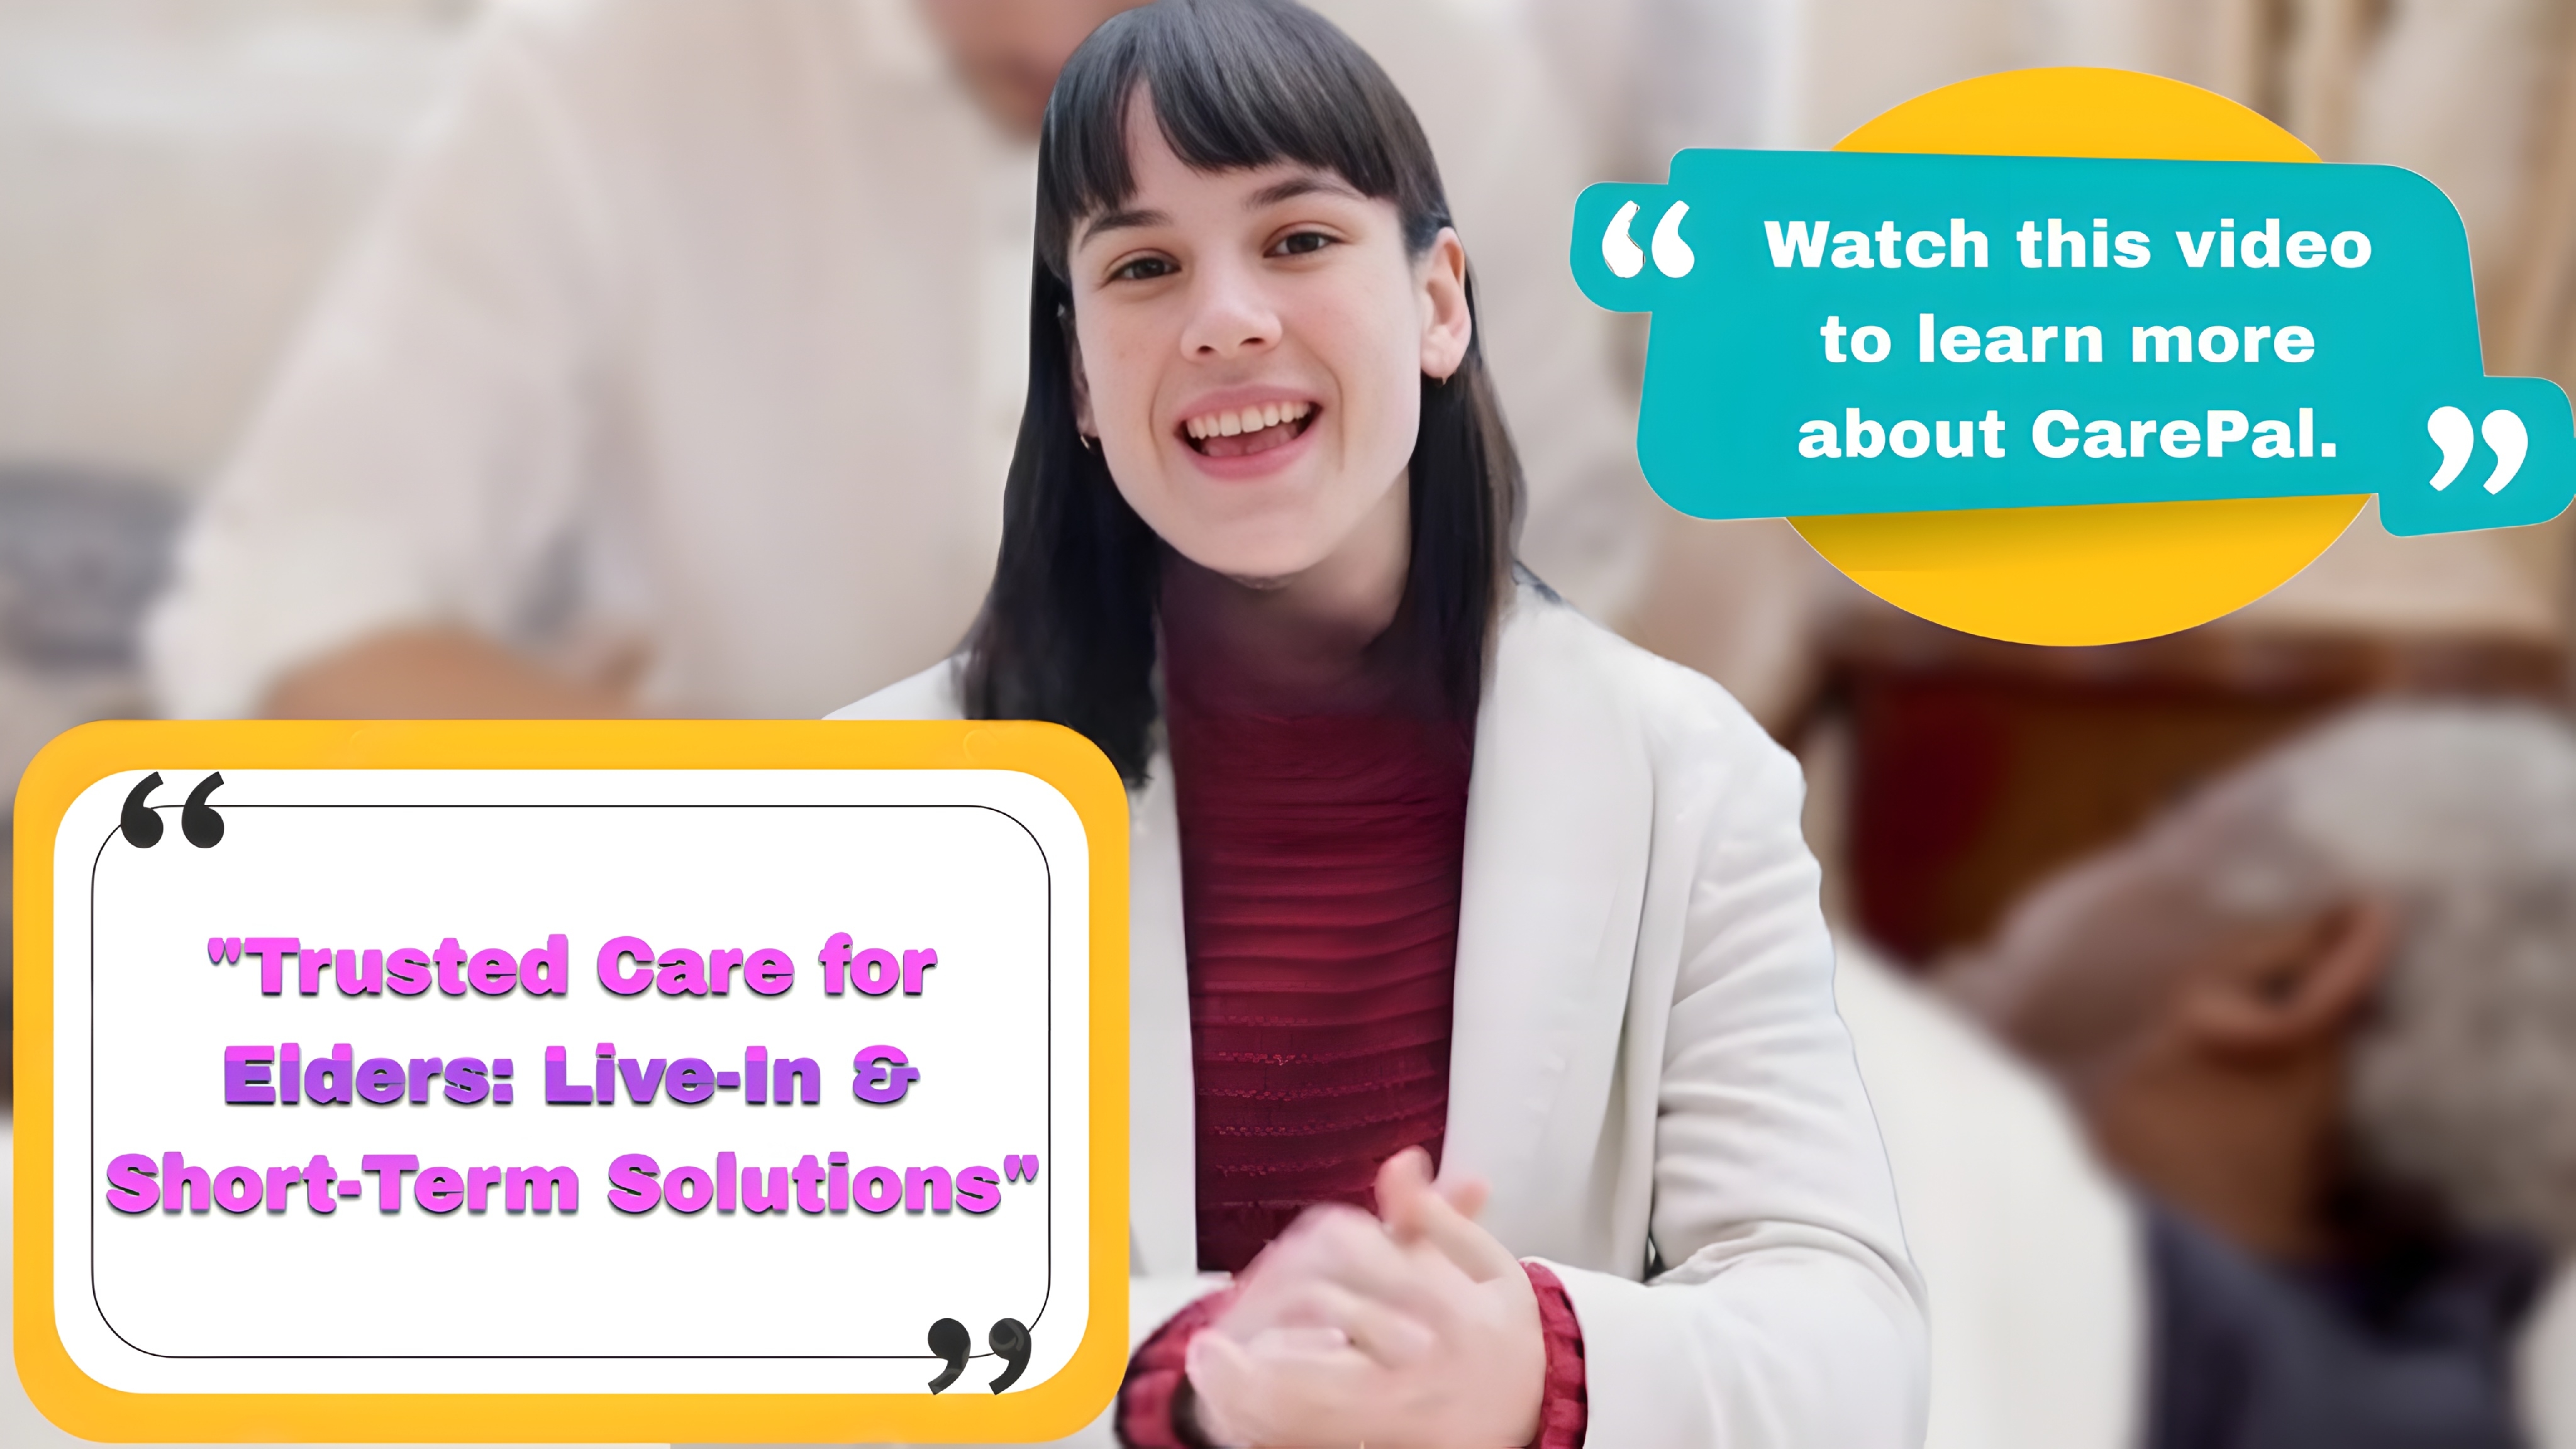 Watch this video
to learn more
about CarePal.
"Trusted Care for
Elders: Live-In &
Short-Term Solutions"